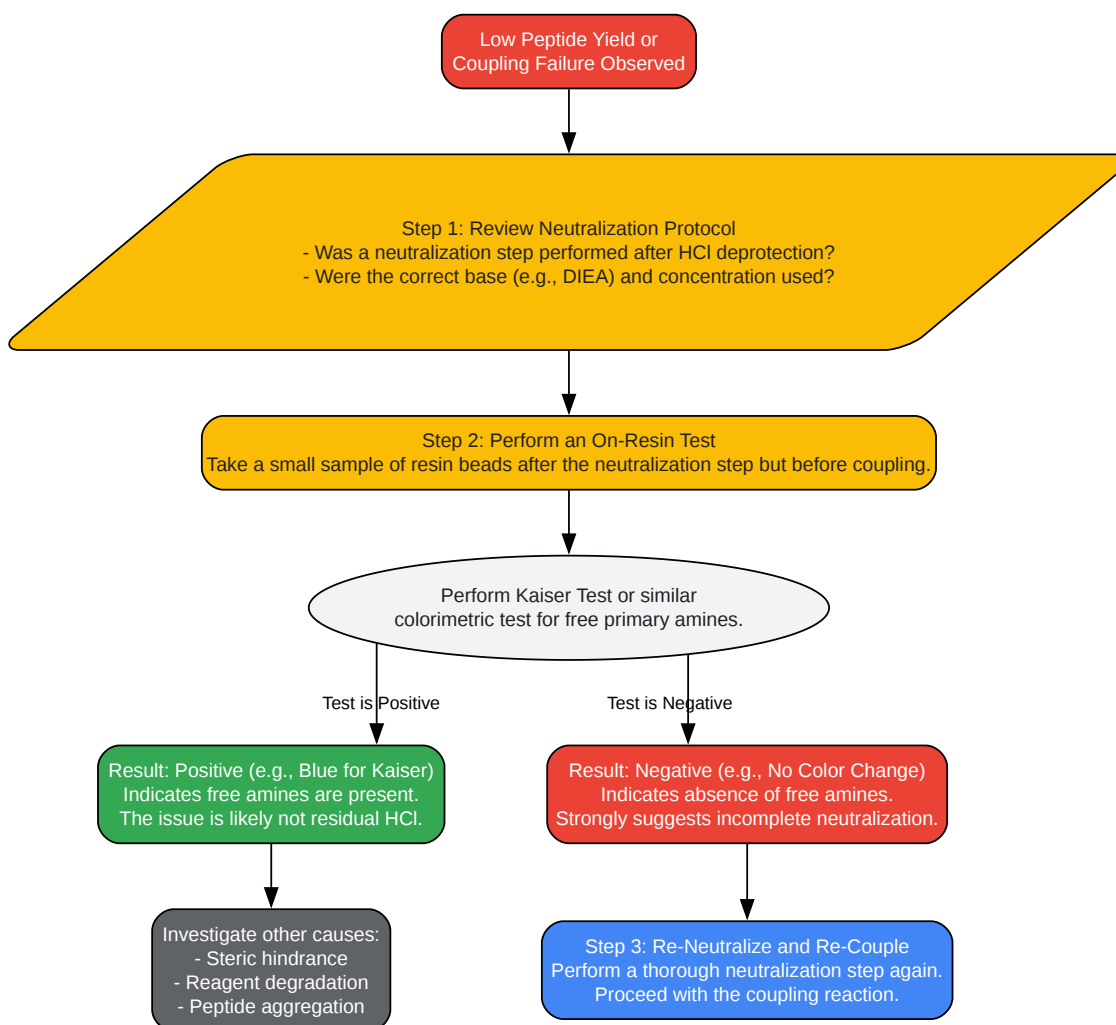 Low Peptide Yield or
Coupling Failure Observed
Step 1: Review Neutralization Protocol
- Was a neutralization step performed after HCl deprotection?
- Were the correct base (e.g., DIEA) and concentration used?
Step 2: Perform an On-Resin Test
Take a small sample of resin beads after the neutralization step but before coupling.
Perform Kaiser Test or similar
colorimetric test for free primary amines.
Test is Positive
Test is Negative
Result: Positive (e.g., Blue for Kaiser)
Indicates free amines are present.
The issue is likely not residual HCl.
Result: Negative (e.g., No Color Change)
Indicates absence of free amines.
Strongly suggests incomplete neutralization.
Investigate other causes:
- Steric hindrance
- Reagent degradation
- Peptide aggregation
Step 3: Re-Neutralize and Re-Couple
Perform a thorough neutralization step again.
Proceed with the coupling reaction.